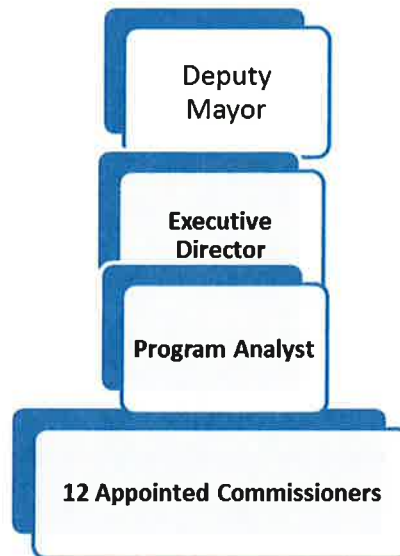 Deputy
Mayor
Executive
Director
Program Analyst
12 Appointed Commissioners